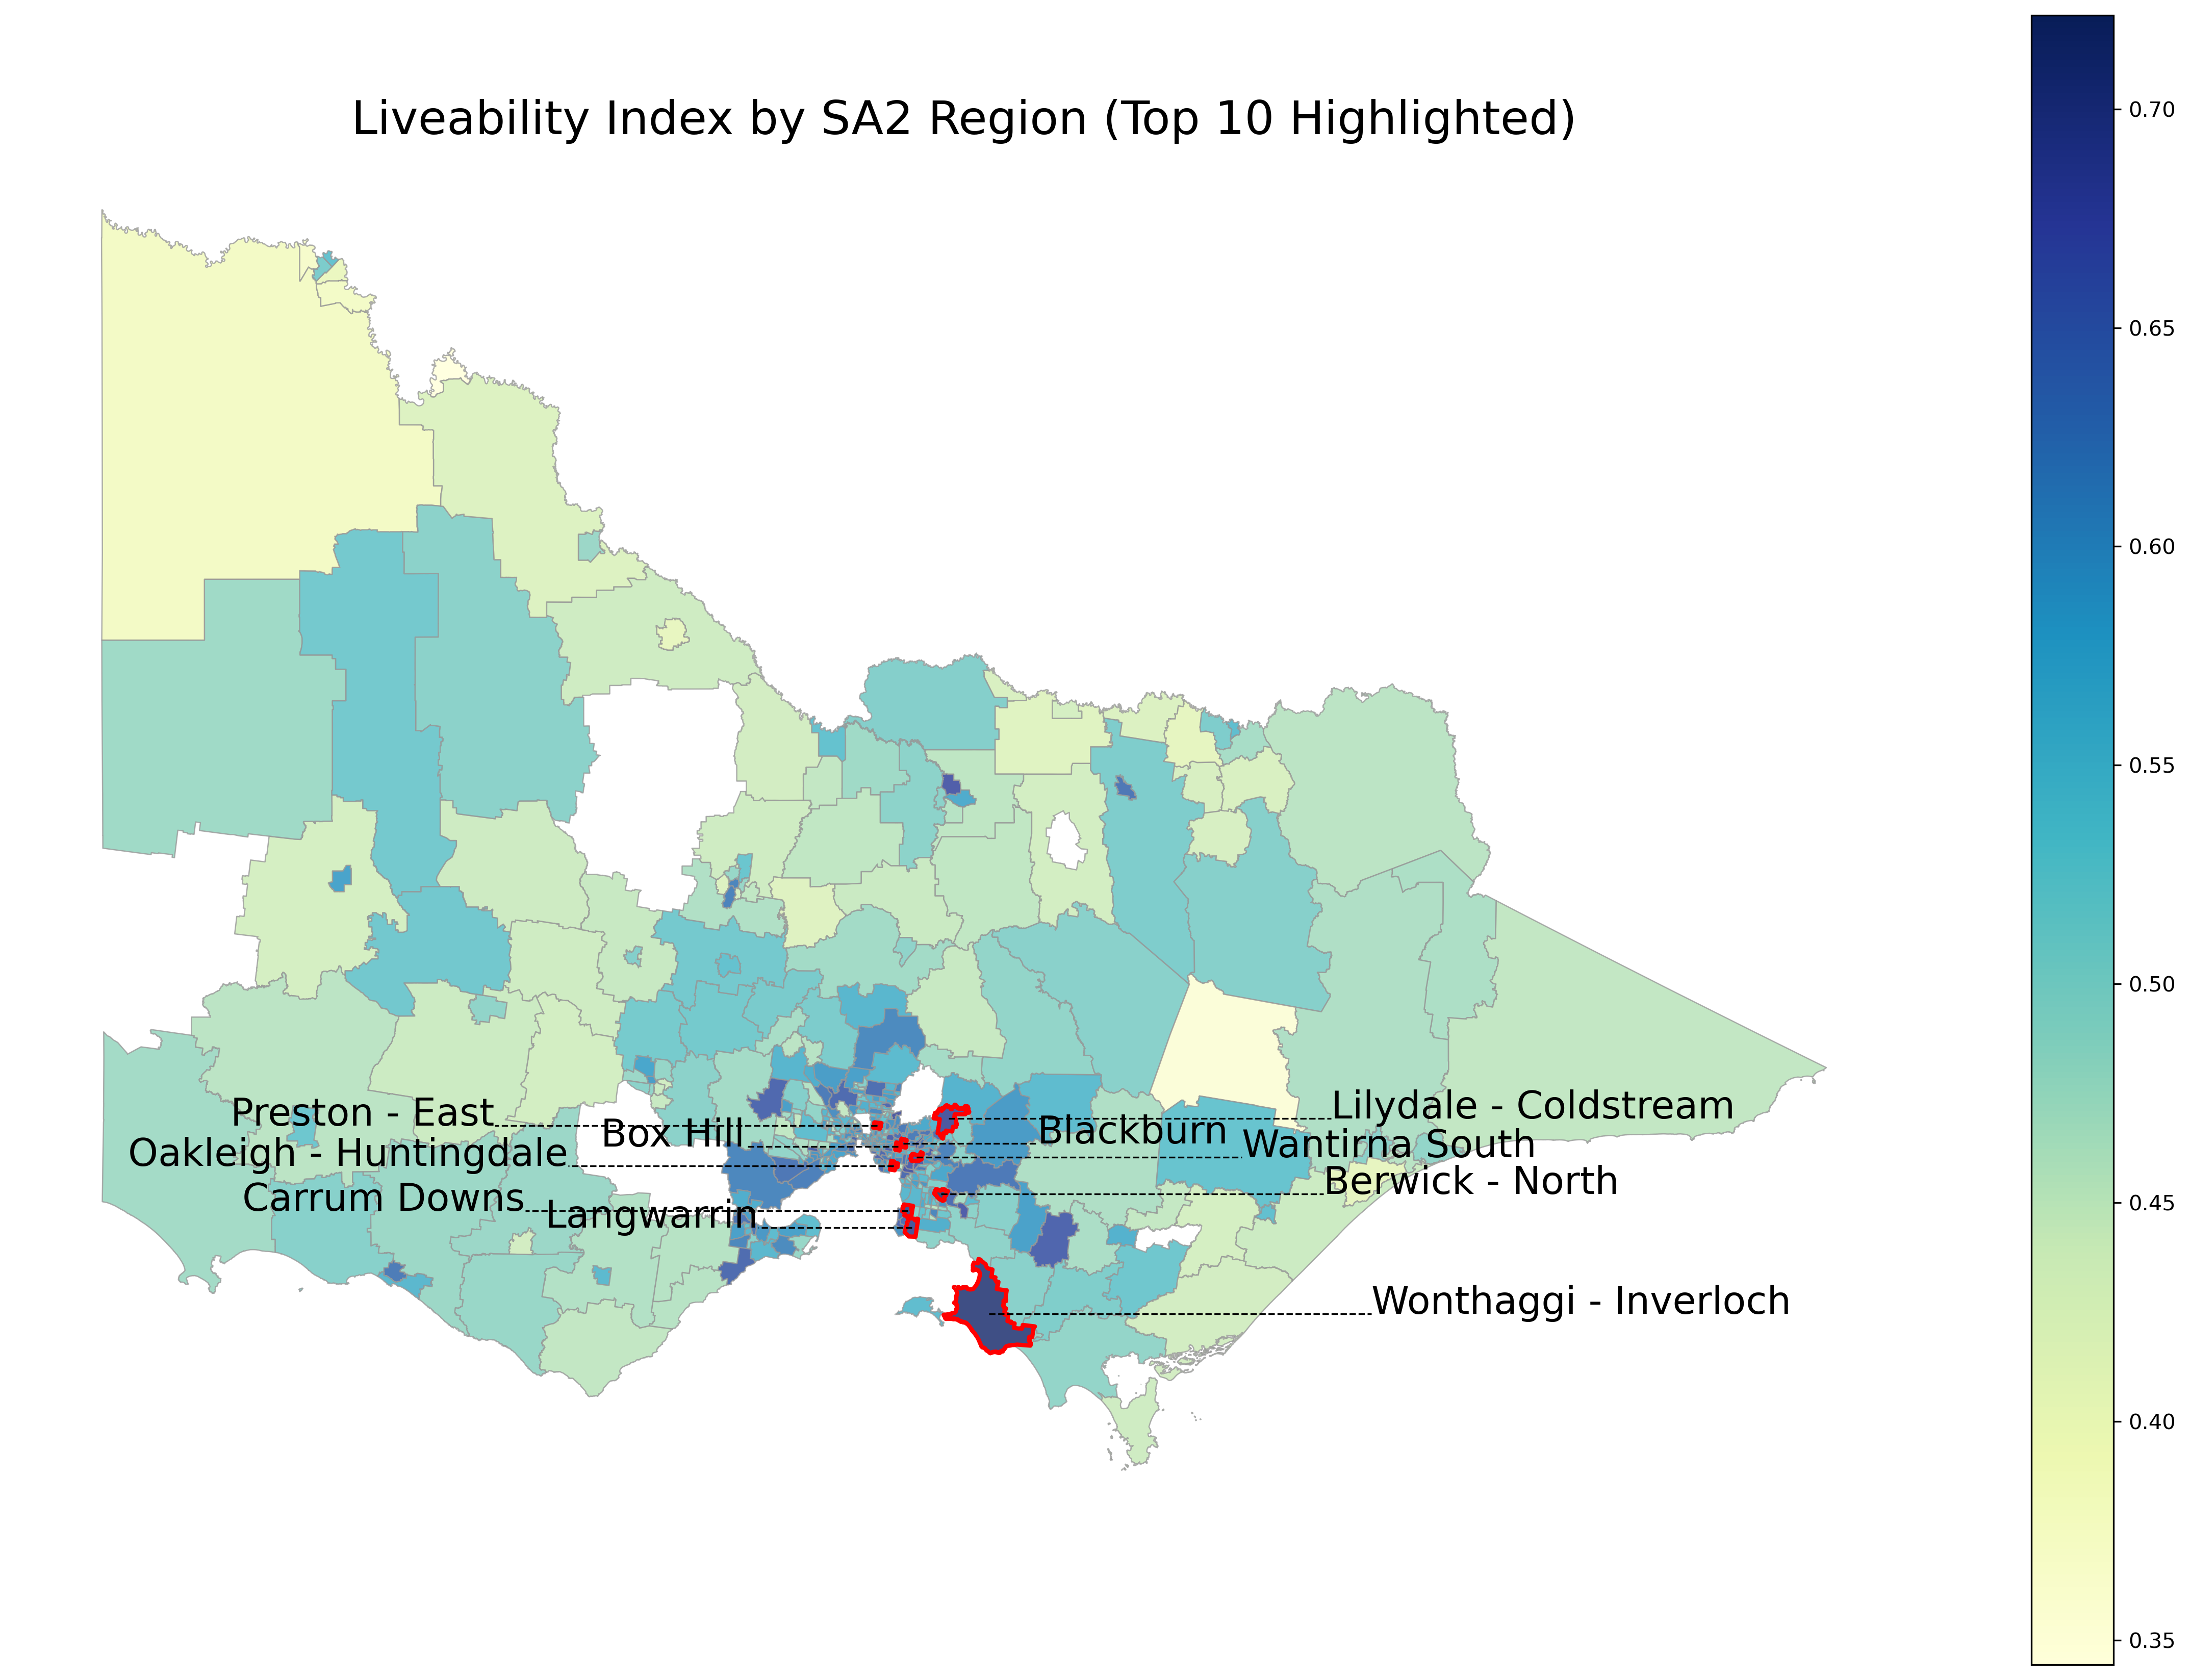 Liveability Index by SA2 Region (Top 10 Highlighted)
0.70
0.65
0.60
0.55
0.50
0.45
0.40
0.35
Preston - East
Box Hill
Oakleigh - Huntingdale
Carrum Downs
Langwarrin
Lilydale - Coldstream
Blackburn
Wantirna South
Berwick - North
Wonthaggi - Inverloch